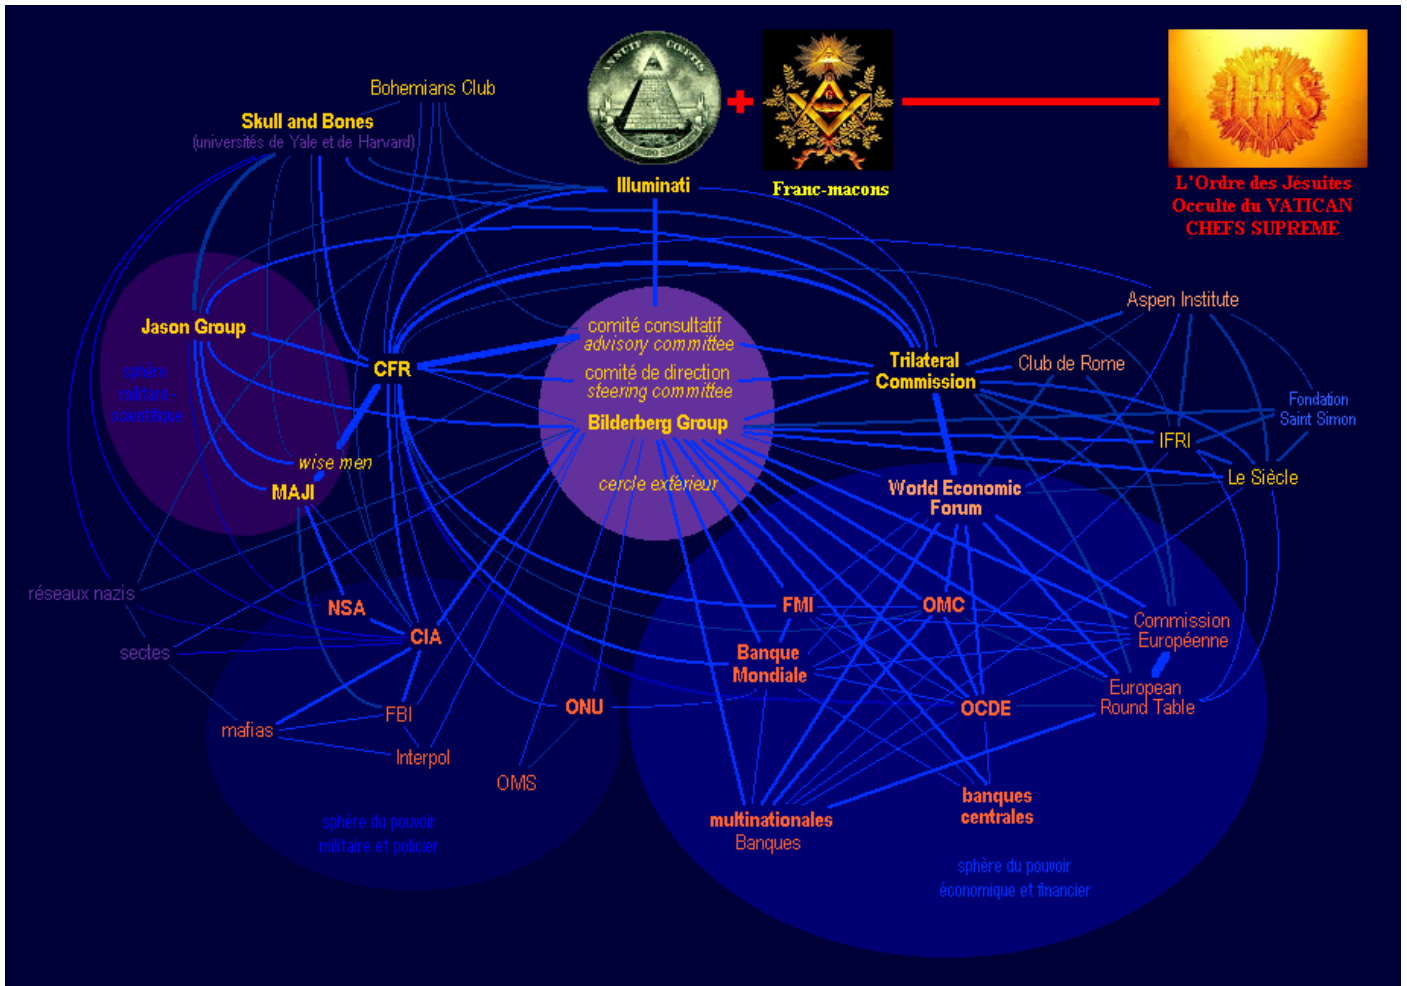 ANNUIT CŒPTIS
G
IHS
Bohemians Club
Skull and Bones
(universités de Yale et de Harvard)
Illuminati
Franc-macons
L'Ordre des Jésuites
Occulte du VATICAN
CHEFS SUPREME
Aspen Institute
Jason Group
comité consultatif
advisory committee
CFR
comité de direction
steering committee
Trilateral
Commission
Club de Rome
sphère
militaro-
scientifique
Bilderberg Group
Fondation
Saint Simon
IFRI
wise men
MAJI
cercle extérieur
World Economic
Forum
Le Siècle
réseaux nazis
NSA
CIA
sectes
FMI
OMC
Commission
Européenne
Banque
Mondiale
European
Round Table
FBI
ONU
OCDE
mafias
Interpol
OMS
banques
centrales
multinationales
Banques
sphère du pouvoir
militaire et policier
sphère du pouvoir
économique et financier